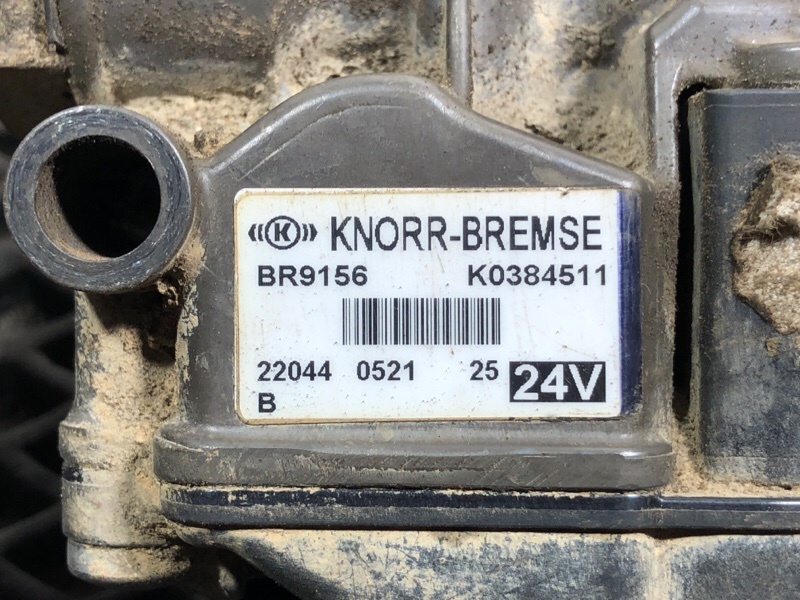 ((K)) KNORR-BREMSE
BR9156 K0384511
22044 0521 25 24V
B